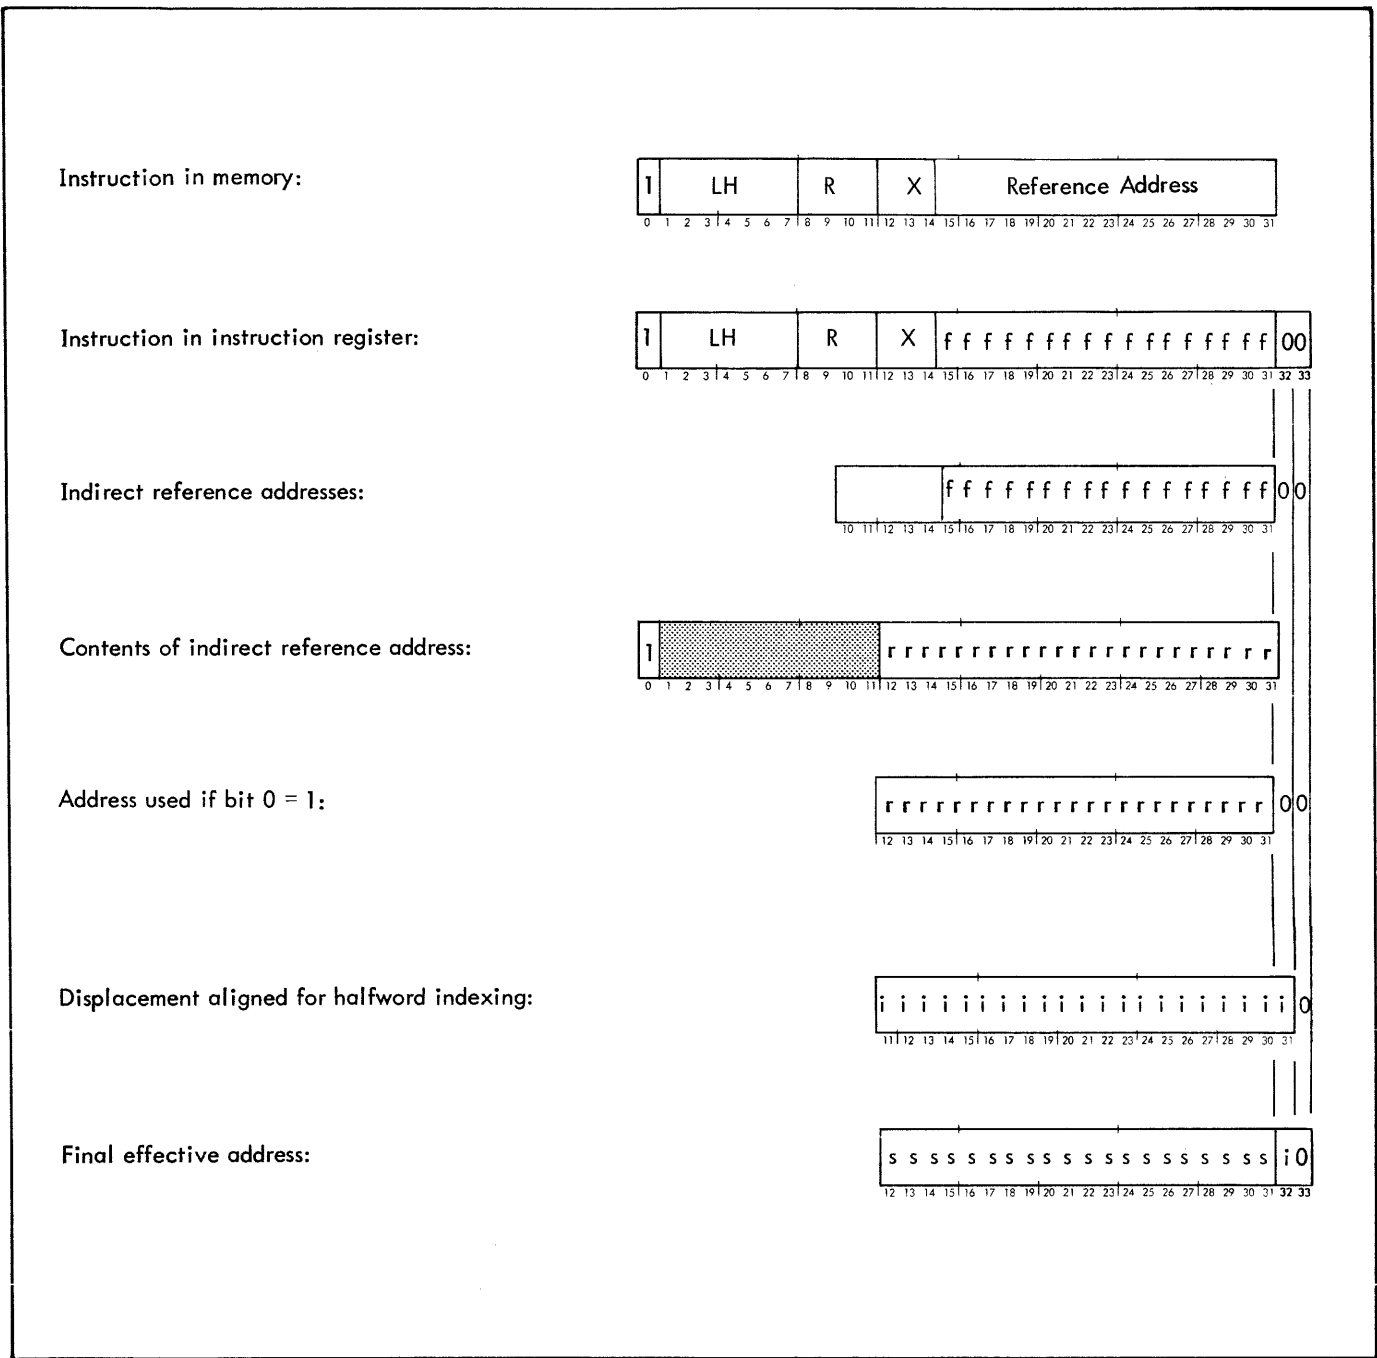 Instruction in memory:
1 LH R X Reference Address
0 1 2 3 4 5 6 7 8 9 10 11 12 13 14 15 16 17 18 19 20 21 22 23 24 25 26 27 28 29 30 31
Instruction in instruction register:
1 LH R X f f f f f f f f f f f f f f f f f 00
0 1 2 3 4 5 6 7 8 9 10 11 12 13 14 15 16 17 18 19 20 21 22 23 24 25 26 27 28 29 30 31 32 33
Indirect reference addresses:
f f f f f f f f f f f f f f f f f 0 0
10 11 12 13 14 15 16 17 18 19 20 21 22 23 24 25 26 27 28 29 30 31
Contents of indirect reference address:
1 r r r r r r r r r r r r r r r r r r r r
0 1 2 3 4 5 6 7 8 9 10 11 12 13 14 15 16 17 18 19 20 21 22 23 24 25 26 27 28 29 30 31
Address used if bit 0 = 1:
r r r r r r r r r r r r r r r r r r r r 0 0
12 13 14 15 16 17 18 19 20 21 22 23 24 25 26 27 28 29 30 31
Displacement aligned for halfword indexing:
i i i i i i i i i i i i i i i i i i i i i 0
11 12 13 14 15 16 17 18 19 20 21 22 23 24 25 26 27 28 29 30 31
Final effective address:
s s s s s s s s s s s s s s s s s s s s i 0
12 13 14 15 16 17 18 19 20 21 22 23 24 25 26 27 28 29 30 31 32 33